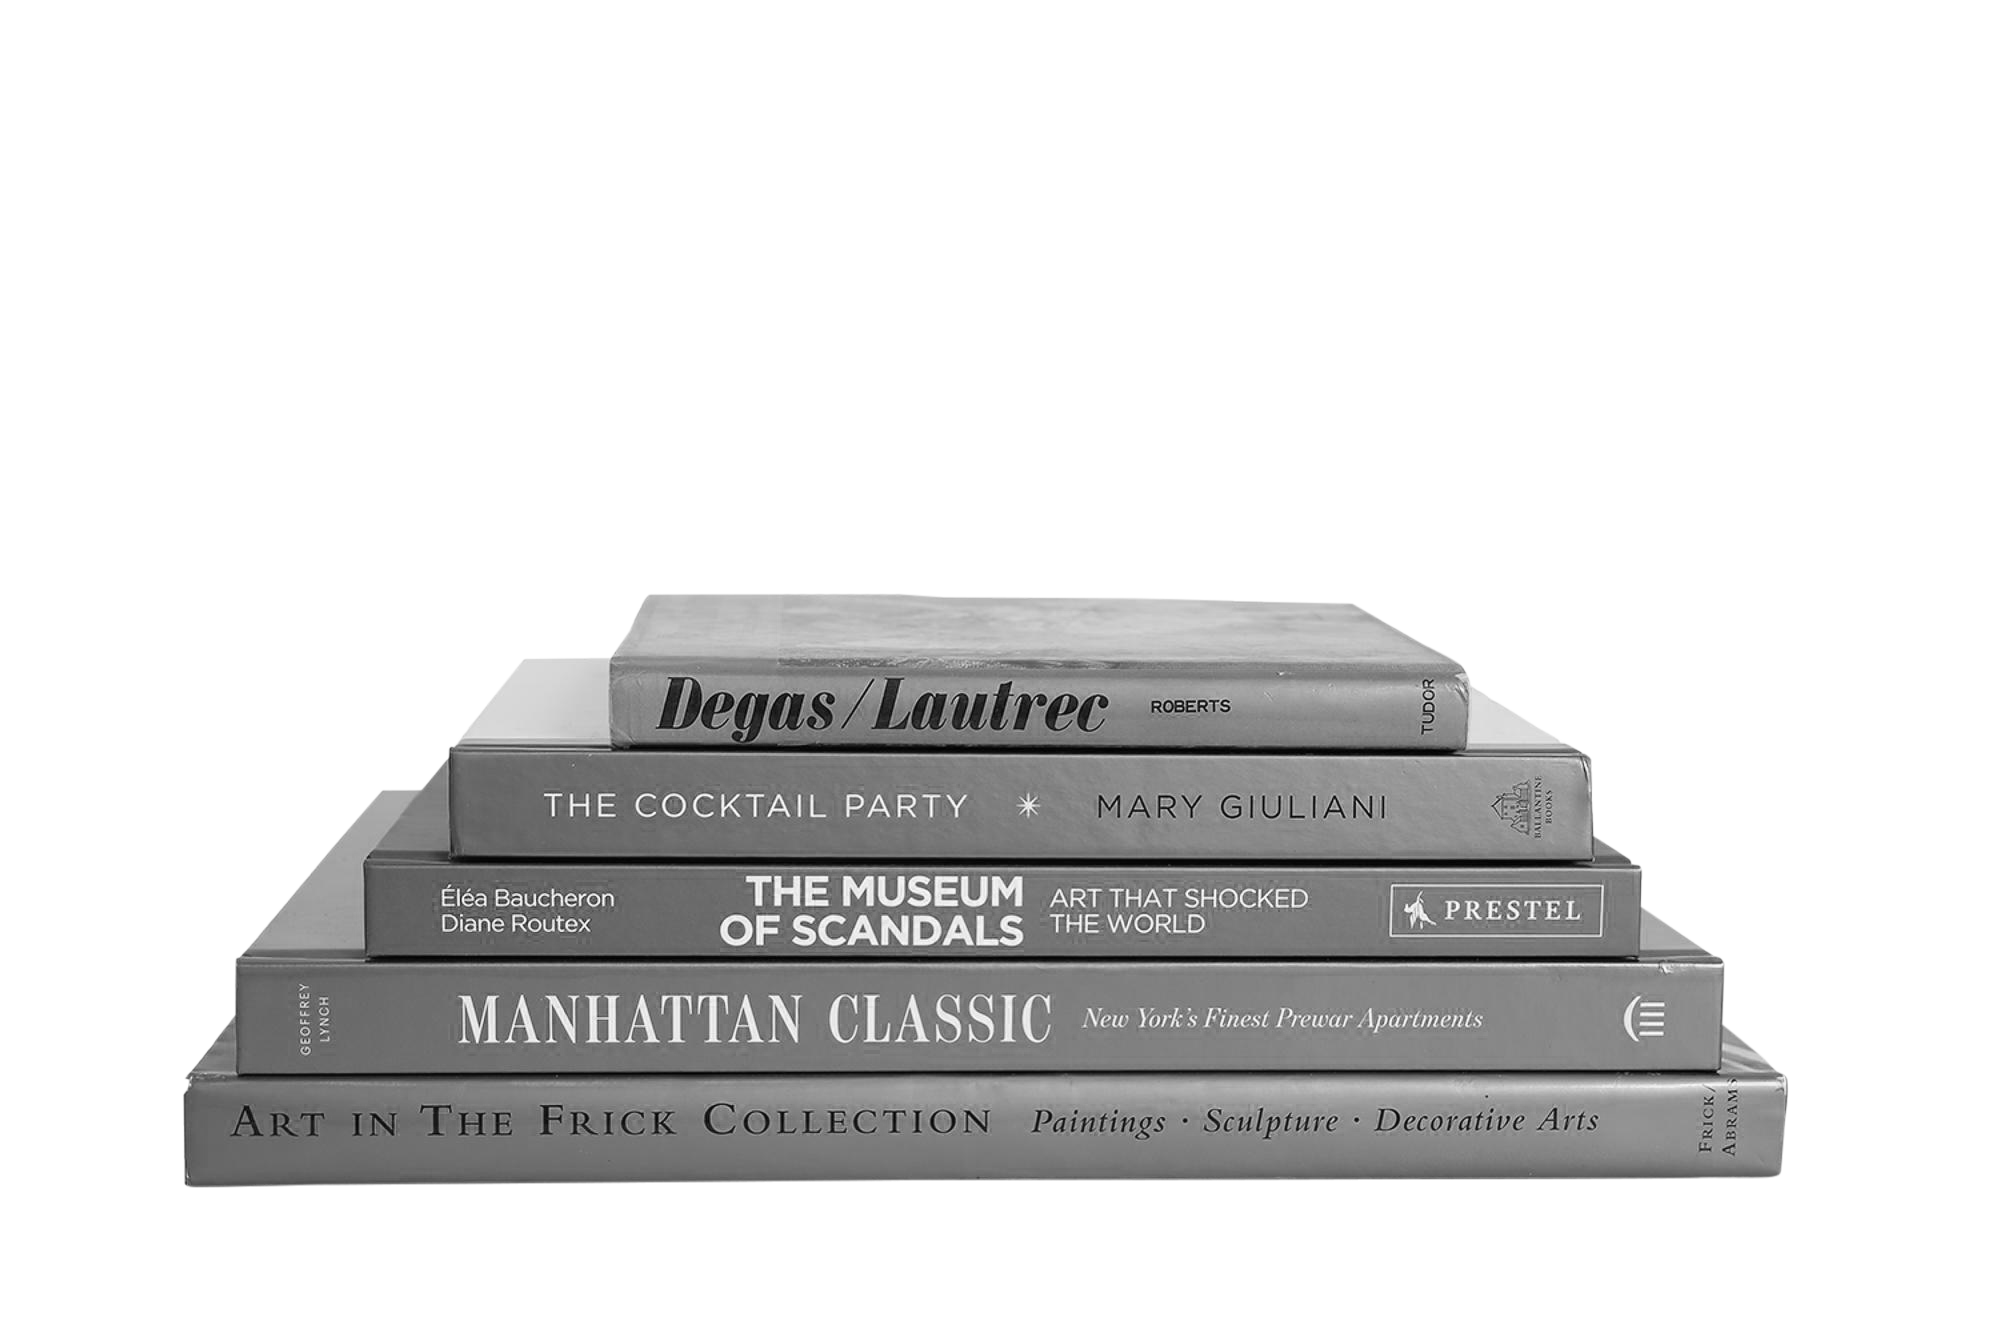 Degas/Lautrec ROBERTS TUDOR
THE COCKTAIL PARTY MARY GIULIANI BALLANTINE
BOOKS
Éléa Baucheron
Diane Routex
THE MUSEUM
OF SCANDALS
ART THAT SHOCKED
THE WORLD
PRESTEL
GEOFFREY
LYNCH
MANHATTAN CLASSIC New York's Finest Prewar Apartments
ART IN THE FRICK COLLECTION Paintings · Sculpture · Decorative Arts
FRICK/
ABRAMS